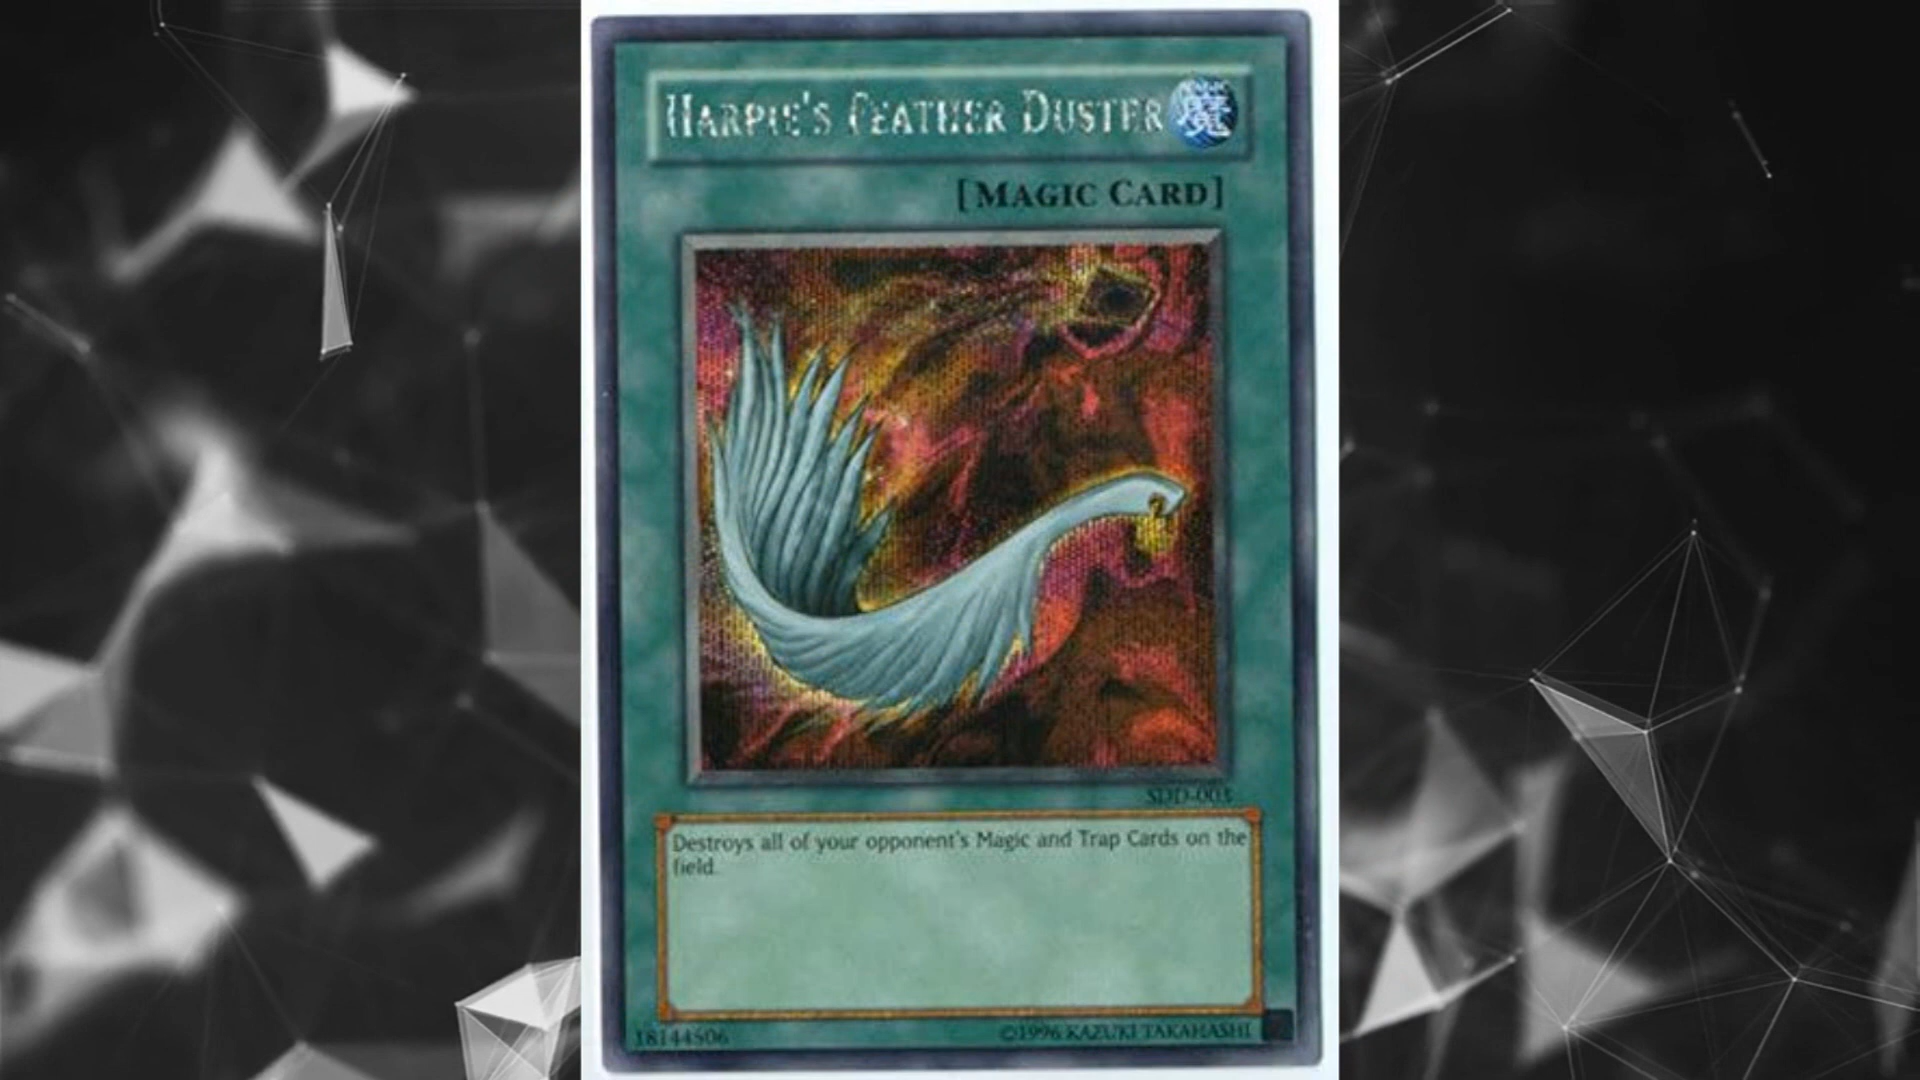 HARPIE'S FEATHER DUSTER 魔
[MAGIC CARD]
SDD-003
Destroys all of your opponent's Magic and Trap Cards on the
field.
18144506 ©1996 KAZUKI TAKAHASHI